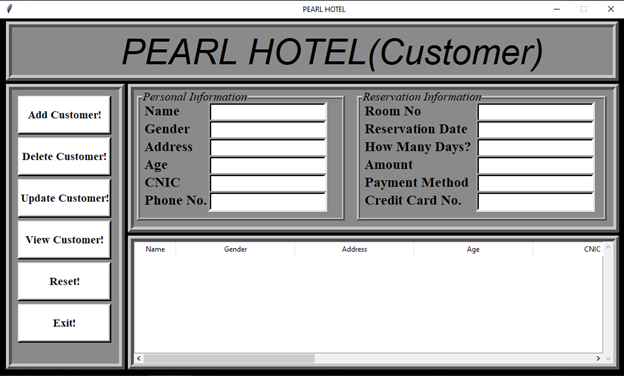 PEARL HOTEL
PEARL HOTEL(Customer)
Add Customer!
Delete Customer!
Update Customer!
View Customer!
Reset!
Exit!
Personal Information
Name
Gender
Address
Age
CNIC
Phone No.
Reservation Information
Room No
Reservation Date
How Many Days?
Amount
Payment Method
Credit Card No.
Name Gender Address Age CNIC